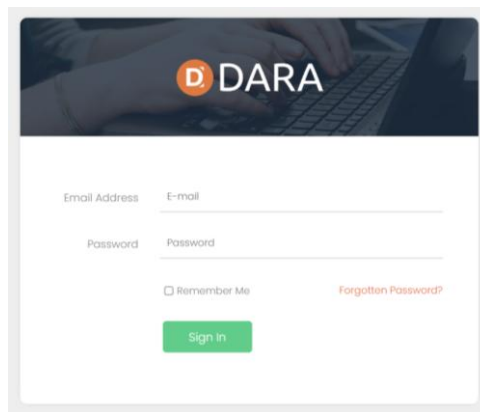 D DARA
Email Address E-mail
Password Password
Remember Me Forgotten Password?
Sign In